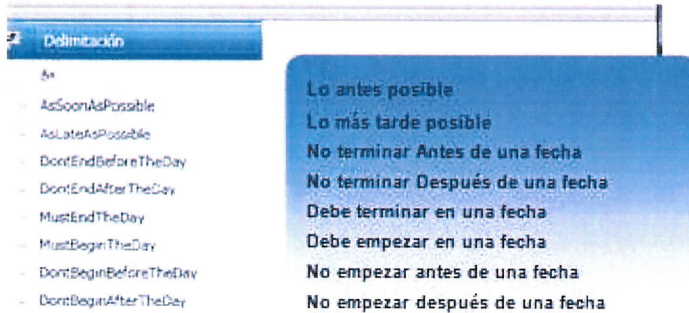 Delimitación
AsSoonAsPossible
AsLateAsPossible
DontEndBeforeTheDay
DontEndAfterTheDay
MustEndTheDay
MustBeginTheDay
DontBeginBeforeTheDay
DontBeginAfterTheDay
Lo antes posible
Lo más tarde posible
No terminar Antes de una fecha
No terminar Después de una fecha
Debe terminar en una fecha
Debe empezar en una fecha
No empezar antes de una fecha
No empezar después de una fecha